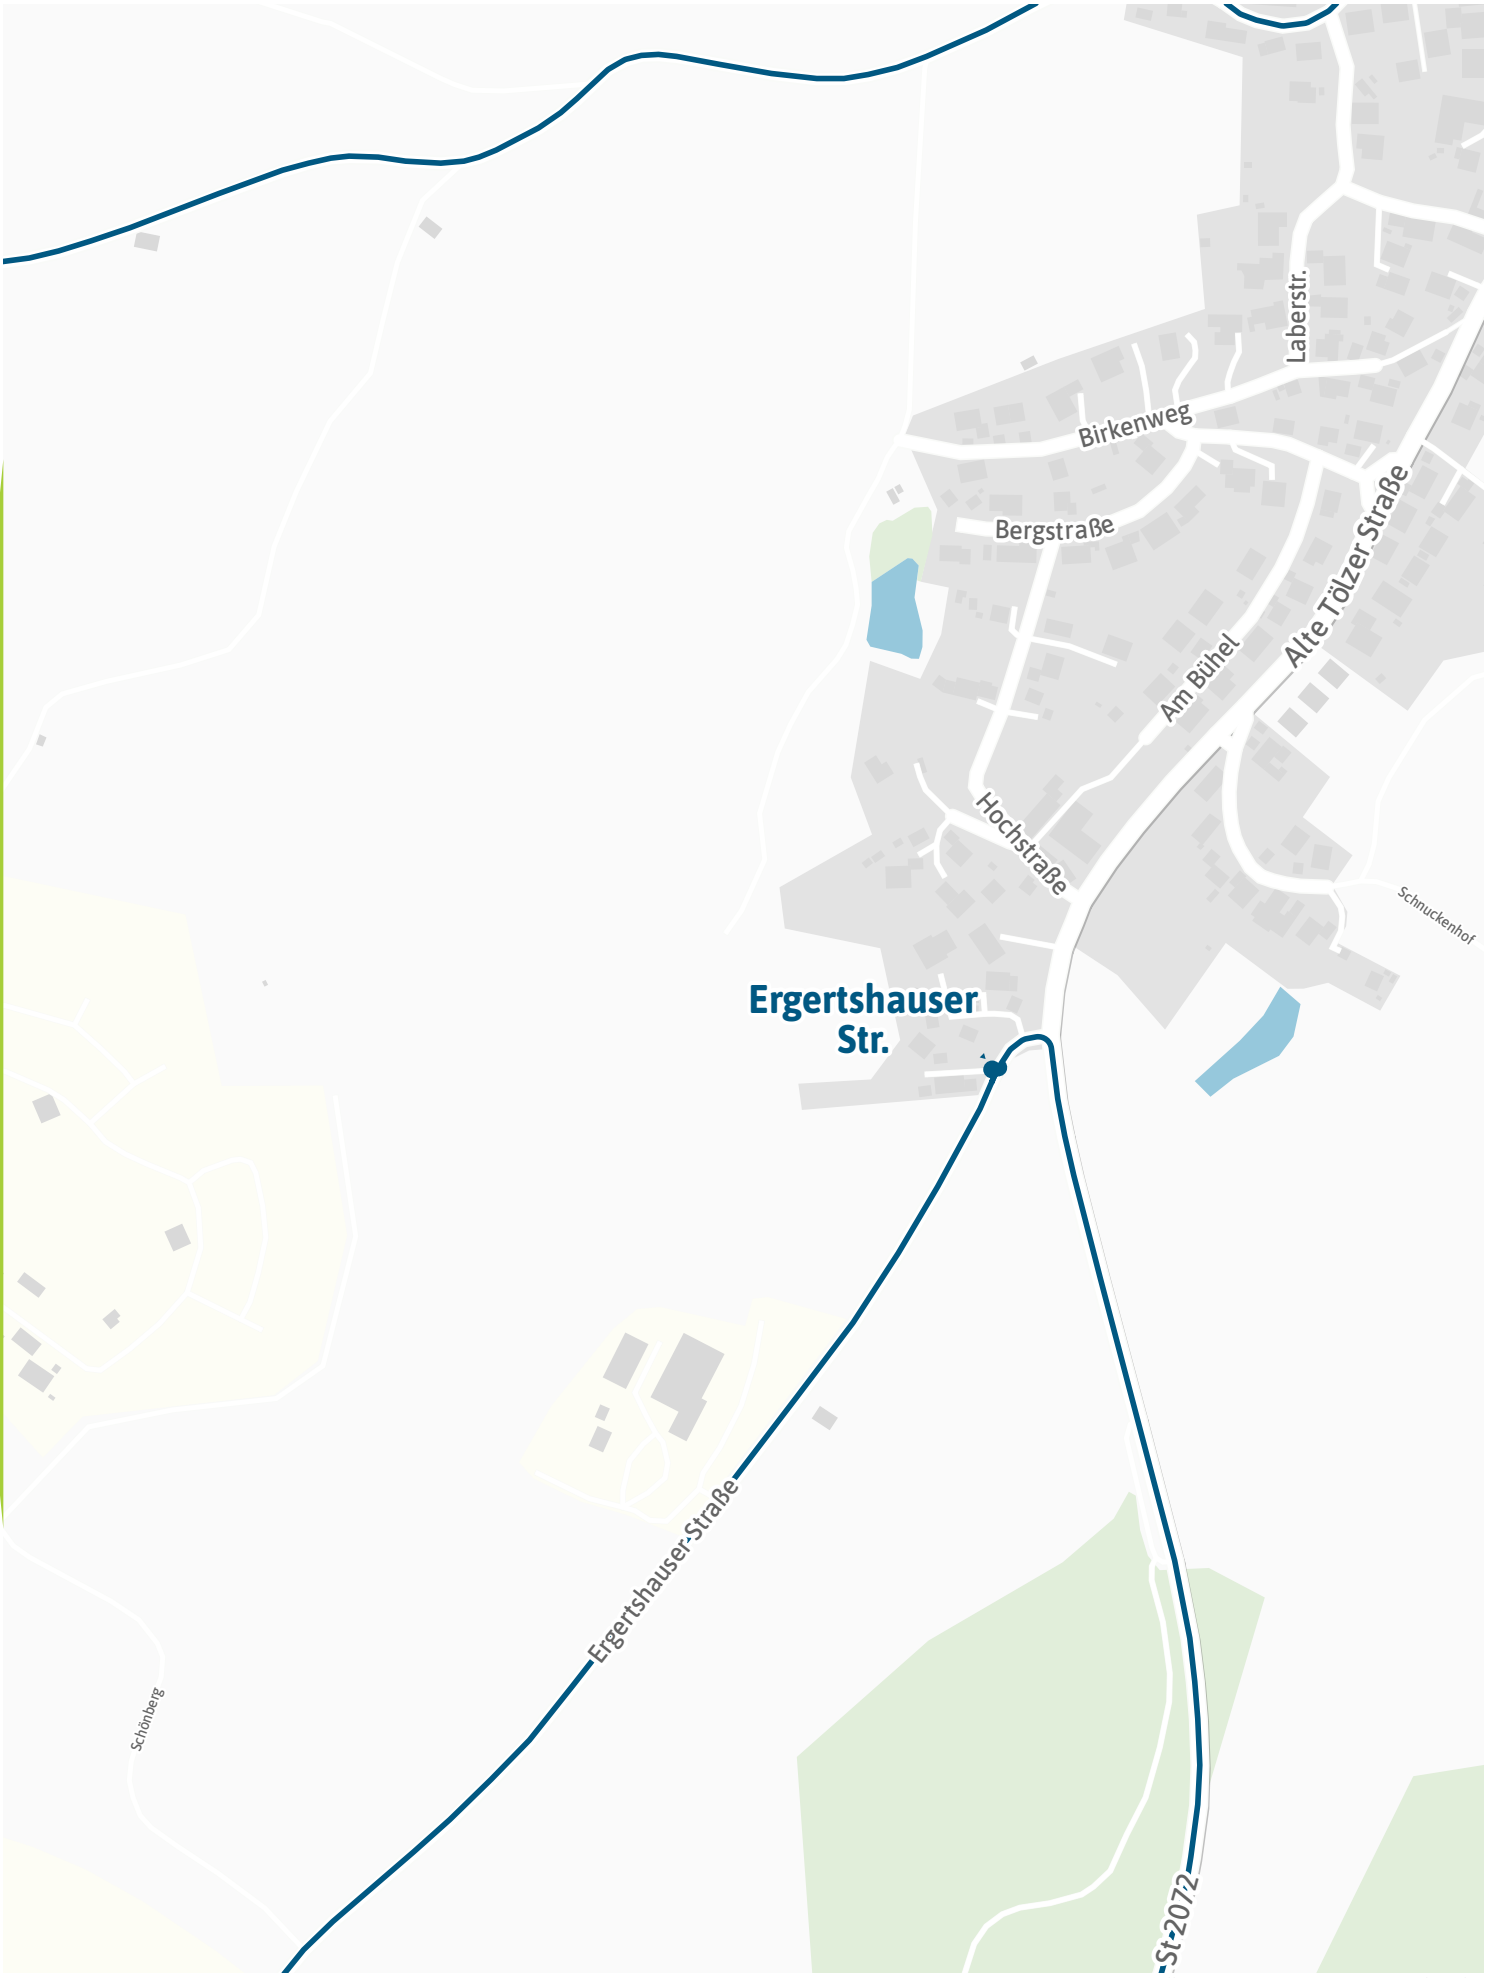 Laberstr.
Birkenweg
Bergstraße
Alte Tölzer Straße
Am Bühel
Hochstraße
Schnuckenhof
Ergertshauser
Str.
Ergertshauser Straße
Schönberg
St 2072